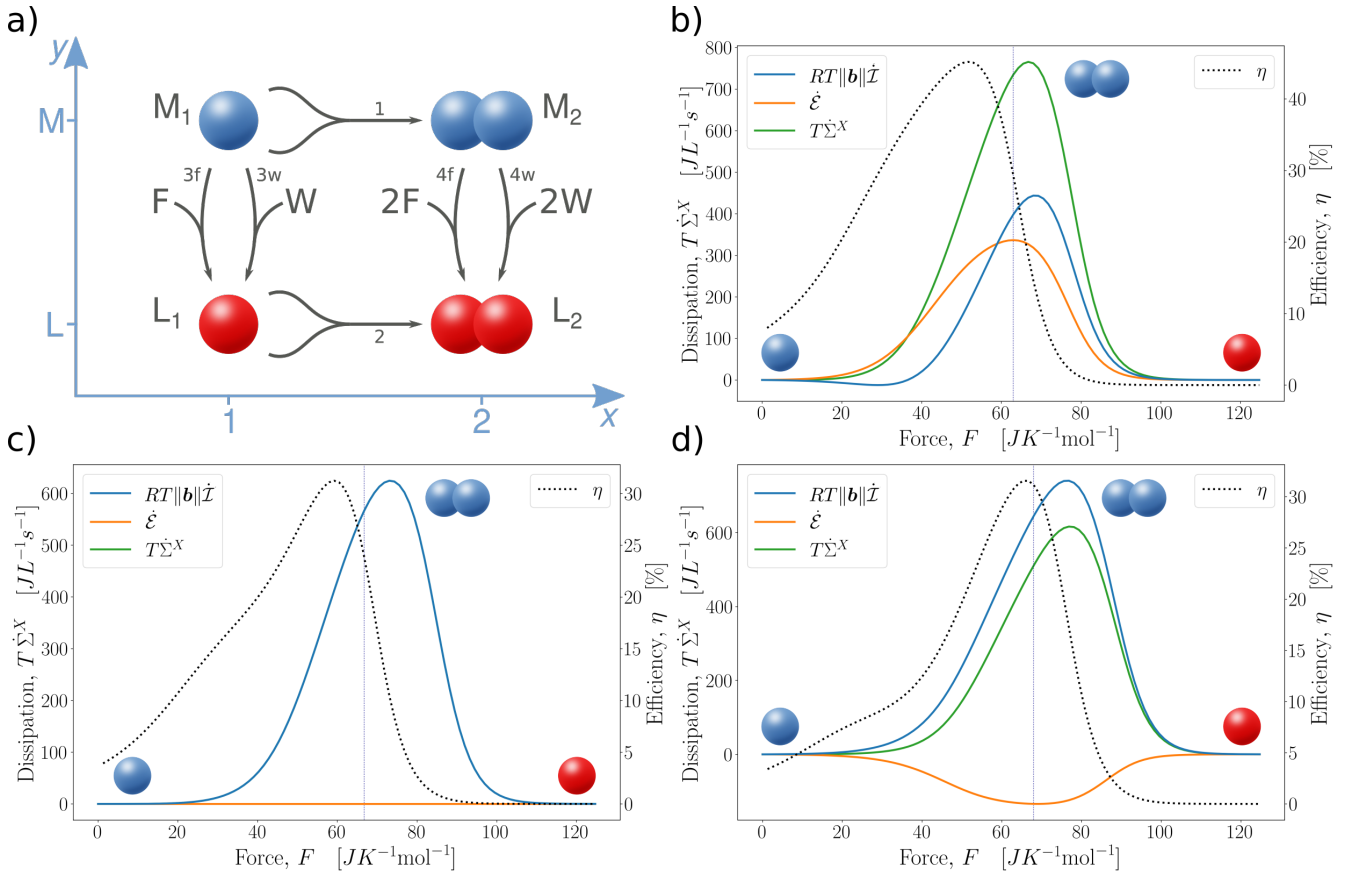 a)
y
M
L
1
2
x
M₁
M₂
L₁
L₂
1
2
3f
3w
4f
4w
F
W
2F
2W
b)
RT‖b‖İ
Ė
TΣ̇ˣ
η
Dissipation, T Σ̇ˣ [JL⁻¹s⁻¹]
800
700
600
500
400
300
200
100
0
Efficiency, η [%]
40
30
20
10
0
0 20 40 60 80 100 120
Force, F [JK⁻¹mol⁻¹]
c)
RT‖b‖İ
Ė
TΣ̇ˣ
η
Dissipation, T Σ̇ˣ [JL⁻¹s⁻¹]
600
500
400
300
200
100
0
Efficiency, η [%]
30
25
20
15
10
5
0
0 20 40 60 80 100 120
Force, F [JK⁻¹mol⁻¹]
d)
RT‖b‖İ
Ė
TΣ̇ˣ
η
Dissipation, T Σ̇ˣ [JL⁻¹s⁻¹]
600
400
200
0
Efficiency, η [%]
30
25
20
15
10
5
0
0 20 40 60 80 100 120
Force, F [JK⁻¹mol⁻¹]